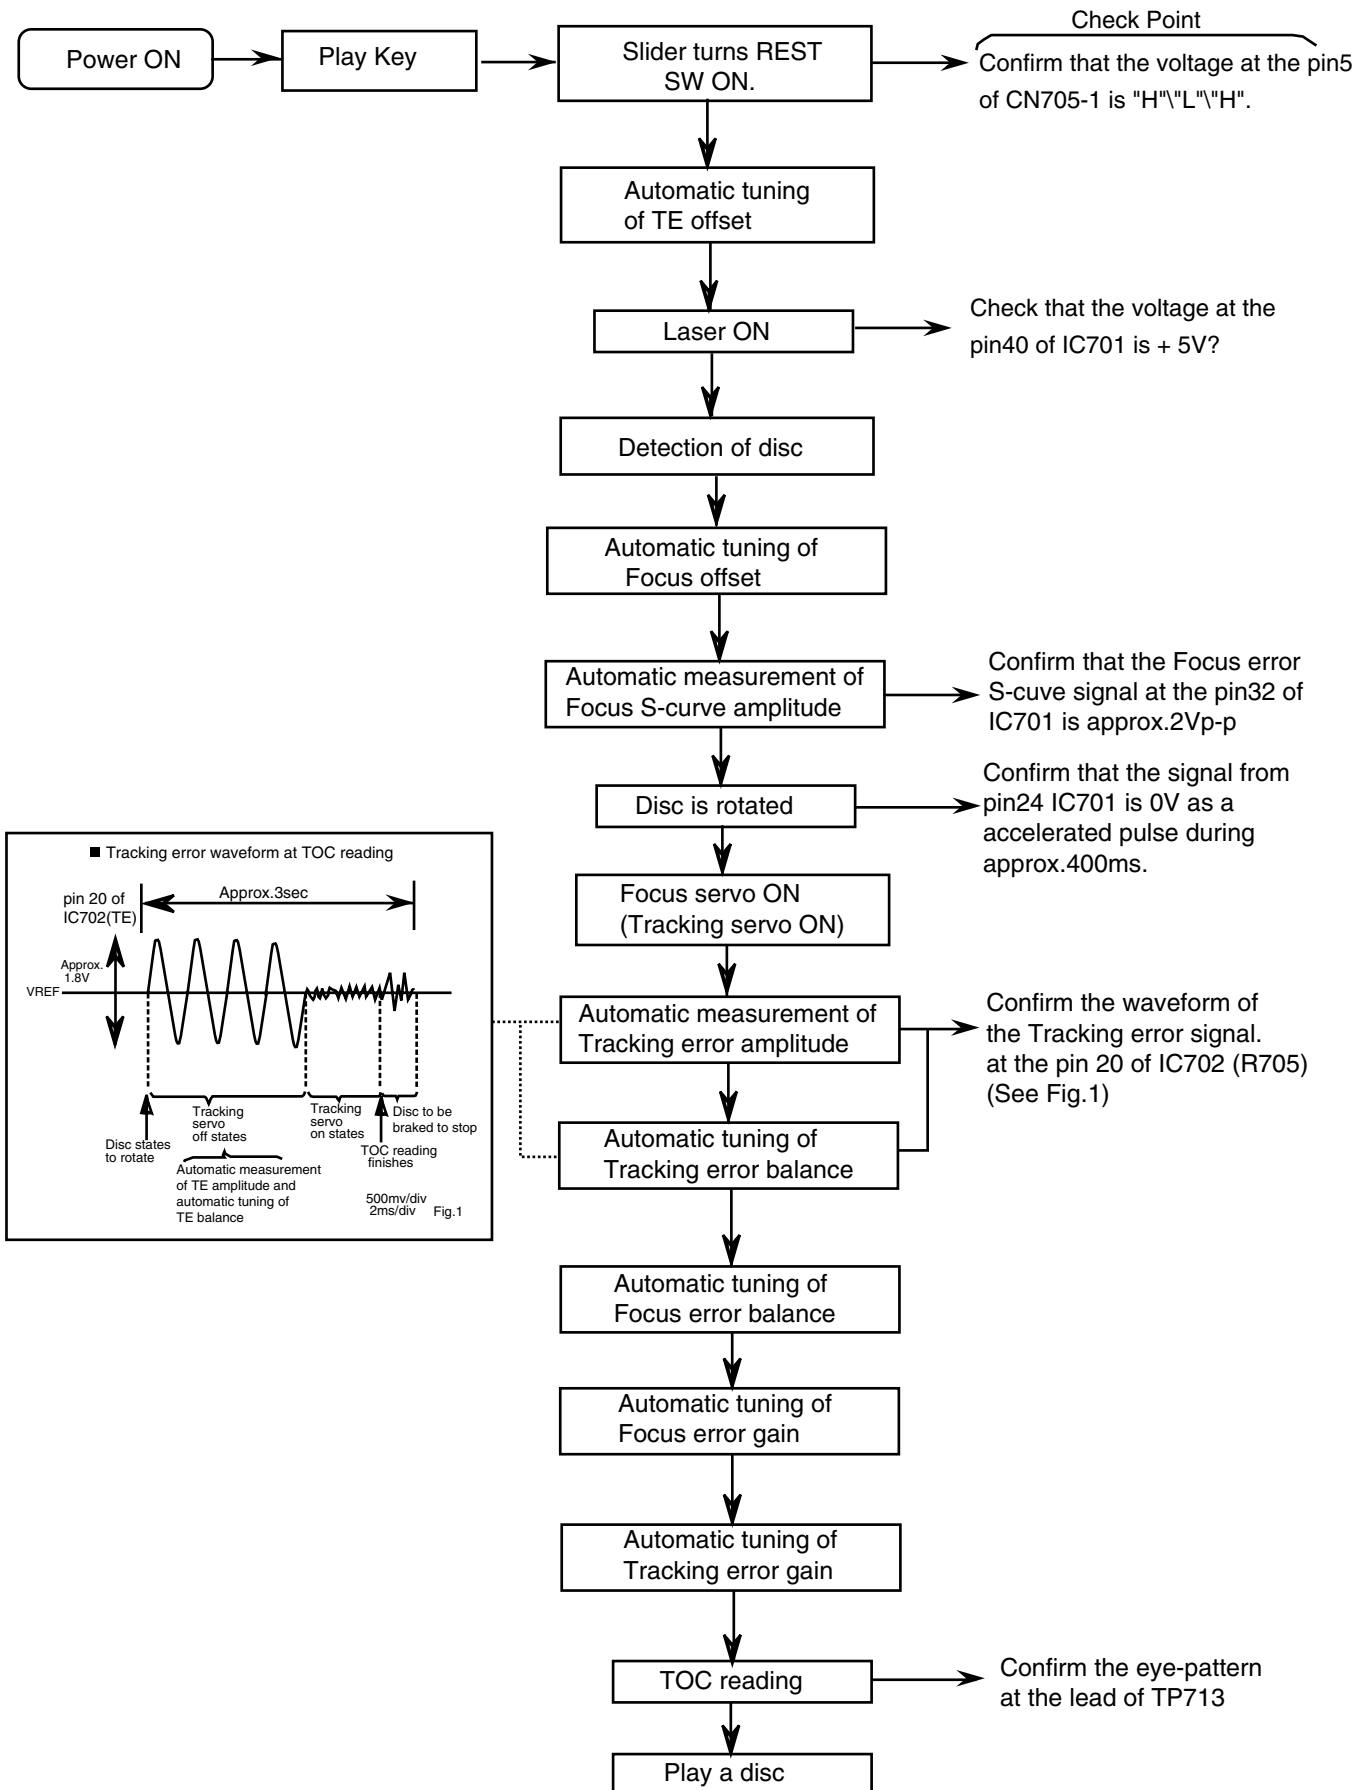 Check Point
Power ON
Play Key
Slider turns REST
SW ON.
Confirm that the voltage at the pin5
of CN705-1 is "H"\"L"\"H".
Automatic tuning
of TE offset
Laser ON
Check that the voltage at the
pin40 of IC701 is + 5V?
Detection of disc
Automatic tuning of
Focus offset
Automatic measurement of
Focus S-curve amplitude
Confirm that the Focus error
S-cuve signal at the pin32 of
IC701 is approx.2Vp-p
Disc is rotated
Confirm that the signal from
pin24 IC701 is 0V as a
accelerated pulse during
approx.400ms.
Focus servo ON
(Tracking servo ON)
■ Tracking error waveform at TOC reading
pin 20 of
IC702(TE)
Approx.3sec
Approx.
1.8V
VREF
Disc states
to rotate
Tracking
servo
off states
Tracking
servo
on states
Disc to be
braked to stop
TOC reading
finishes
Automatic measurement
of TE amplitude and
automatic tuning of
TE balance
500mv/div
2ms/div
Fig.1
Automatic measurement of
Tracking error amplitude
Confirm the waveform of
the Tracking error signal.
at the pin 20 of IC702 (R705)
(See Fig.1)
Automatic tuning of
Tracking error balance
Automatic tuning of
Focus error balance
Automatic tuning of
Focus error gain
Automatic tuning of
Tracking error gain
TOC reading
Confirm the eye-pattern
at the lead of TP713
Play a disc